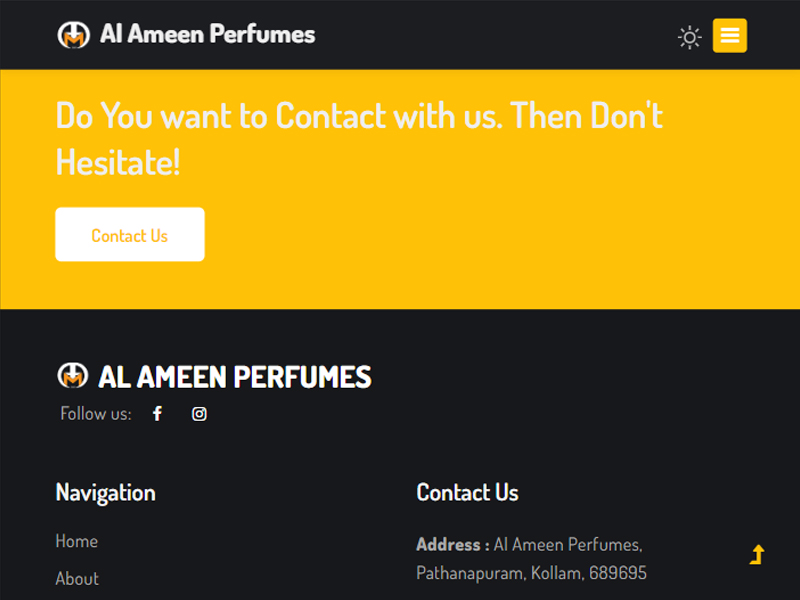 Al Ameen Perfumes
Do You want to Contact with us. Then Don't
Hesitate!
Contact Us
AL AMEEN PERFUMES
Follow us:
Navigation
Home
About
Contact Us
Address : Al Ameen Perfumes,
Pathanapuram, Kollam, 689695